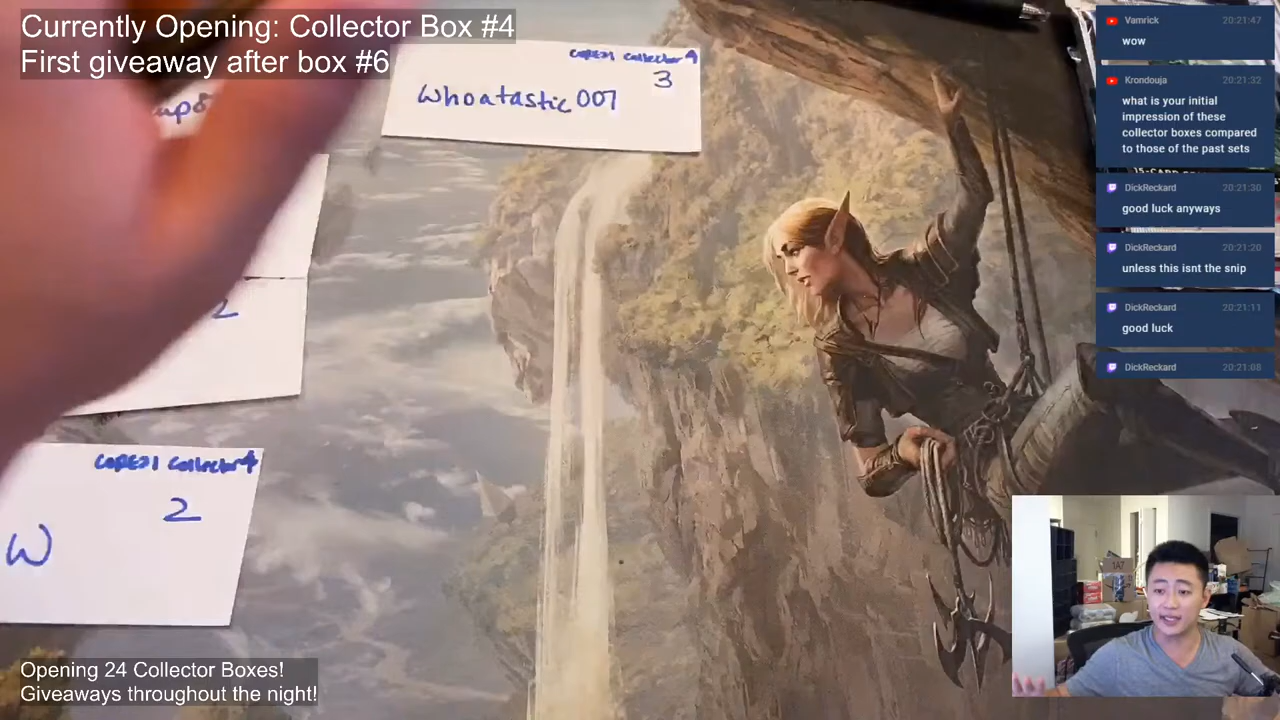 Currently Opening: Collector Box #4
First giveaway after box #6
3
Whoatastic001
2
Collector 4
2
W
Opening 24 Collector Boxes!
Giveaways throughout the night!
Vamrick 20:21:47
wow
Krondouja 20:21:32
what is your initial
impression of these
collector boxes compared
to those of the past sets
DickReckard 20:21:30
good luck anyways
DickReckard 20:21:20
unless this isnt the snip
DickReckard 20:21:11
good luck
DickReckard 20:21:08